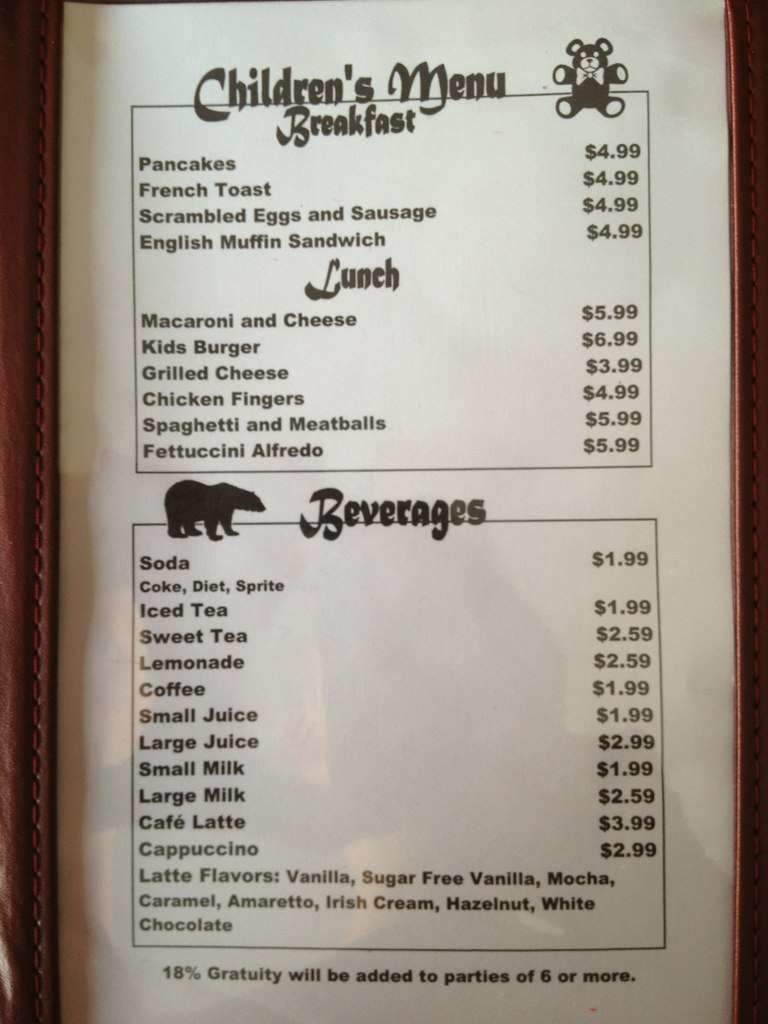 Children's Menu
Breakfast
Pancakes $4.99
French Toast $4.99
Scrambled Eggs and Sausage $4.99
English Muffin Sandwich $4.99
Lunch
Macaroni and Cheese $5.99
Kids Burger $6.99
Grilled Cheese $3.99
Chicken Fingers $4.99
Spaghetti and Meatballs $5.99
Fettuccini Alfredo $5.99
Beverages
Soda $1.99
Coke, Diet, Sprite
Iced Tea $1.99
Sweet Tea $2.59
Lemonade $2.59
Coffee $1.99
Small Juice $1.99
Large Juice $2.99
Small Milk $1.99
Large Milk $2.59
Café Latte $3.99
Cappuccino $2.99
Latte Flavors: Vanilla, Sugar Free Vanilla, Mocha,
Caramel, Amaretto, Irish Cream, Hazelnut, White
Chocolate
18% Gratuity will be added to parties of 6 or more.